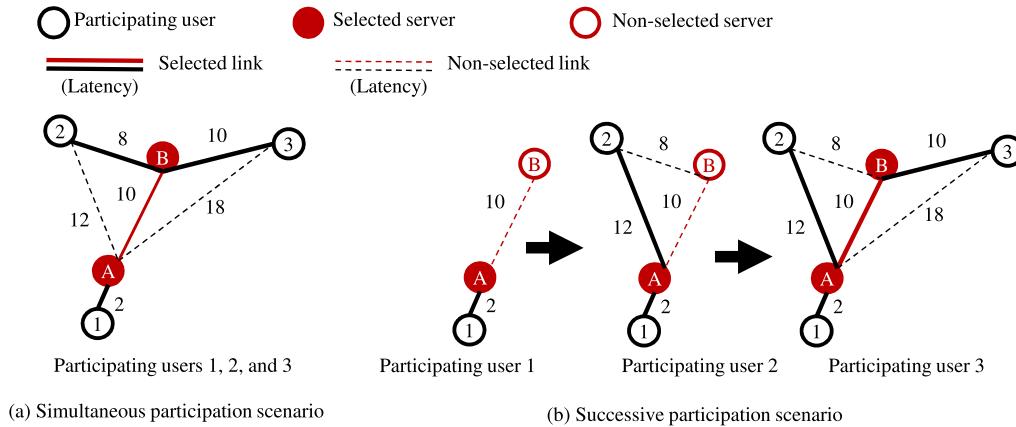 Participating user
Selected server
Non-selected server
Selected link
(Latency)
Non-selected link
(Latency)
2
8
B
10
3
10
12
18
A
2
1
Participating users 1, 2, and 3
(a) Simultaneous participation scenario
B
10
A
2
1
Participating user 1
2
8
B
10
12
A
2
1
Participating user 2
2
8
B
10
3
10
12
18
A
2
1
Participating user 3
(b) Successive participation scenario